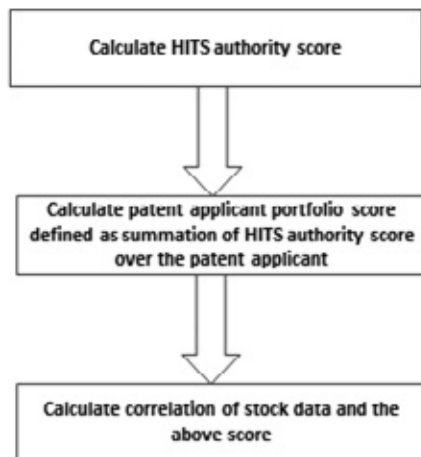 Calculate HITS authority score
Calculate patent applicant portfolio score
defined as summation of HITS authority score
over the patent applicant
Calculate correlation of stock data and the
above score